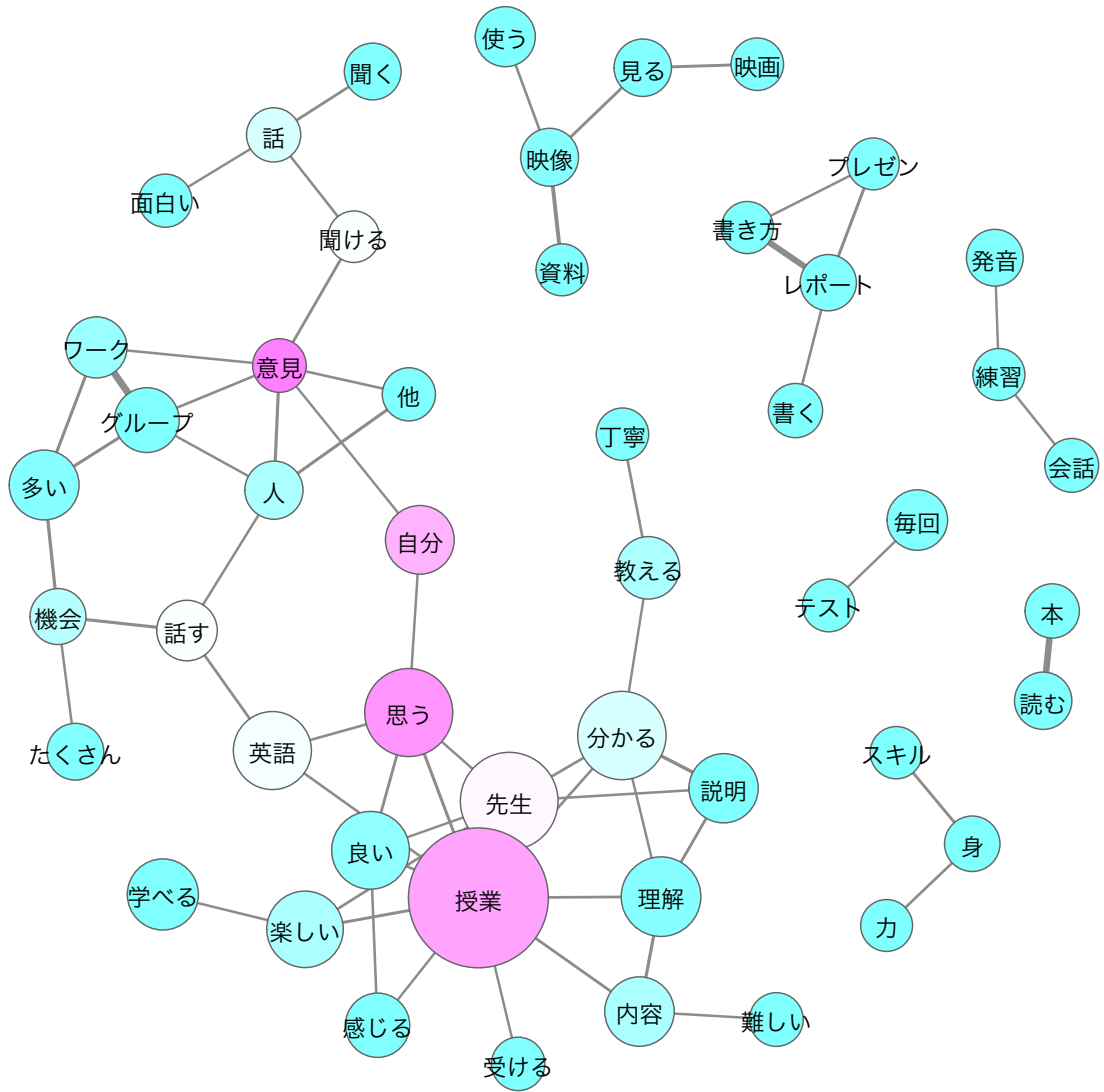 使う
聞く
見る
映画
話
映像
プレゼン
面白い
書き方
聞ける
発音
資料
レポート
ワーク
意見
練習
他
書く
グループ
丁寧
会話
多い
人
毎回
自分
教える
テスト
本
機会
話す
読む
思う
分かる
英語
たくさん
スキル
説明
先生
身
良い
学べる
授業
理解
力
楽しい
内容
難しい
感じる
受ける